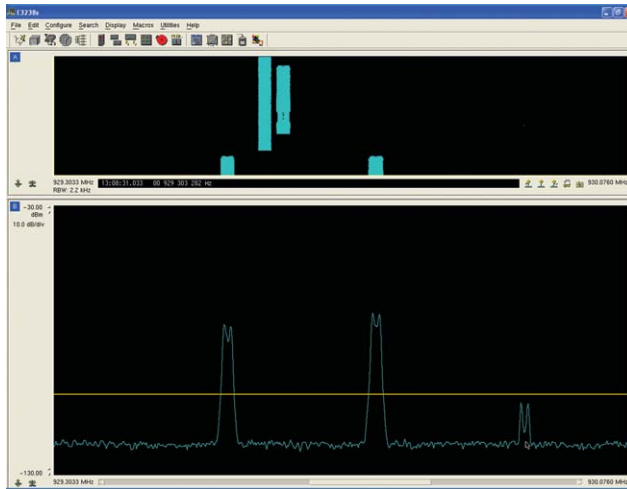 E3238s
File Edit Configure Search Display Macros Utilities Help
A
929.3033 MHz 13:08:31.033 00 929 303 282 Hz 930.0760 MHz
RBW: 2.2 kHz
B -30.00
dBm
10.0 dB/div
-130.00
929.3033 MHz 930.0760 MHz